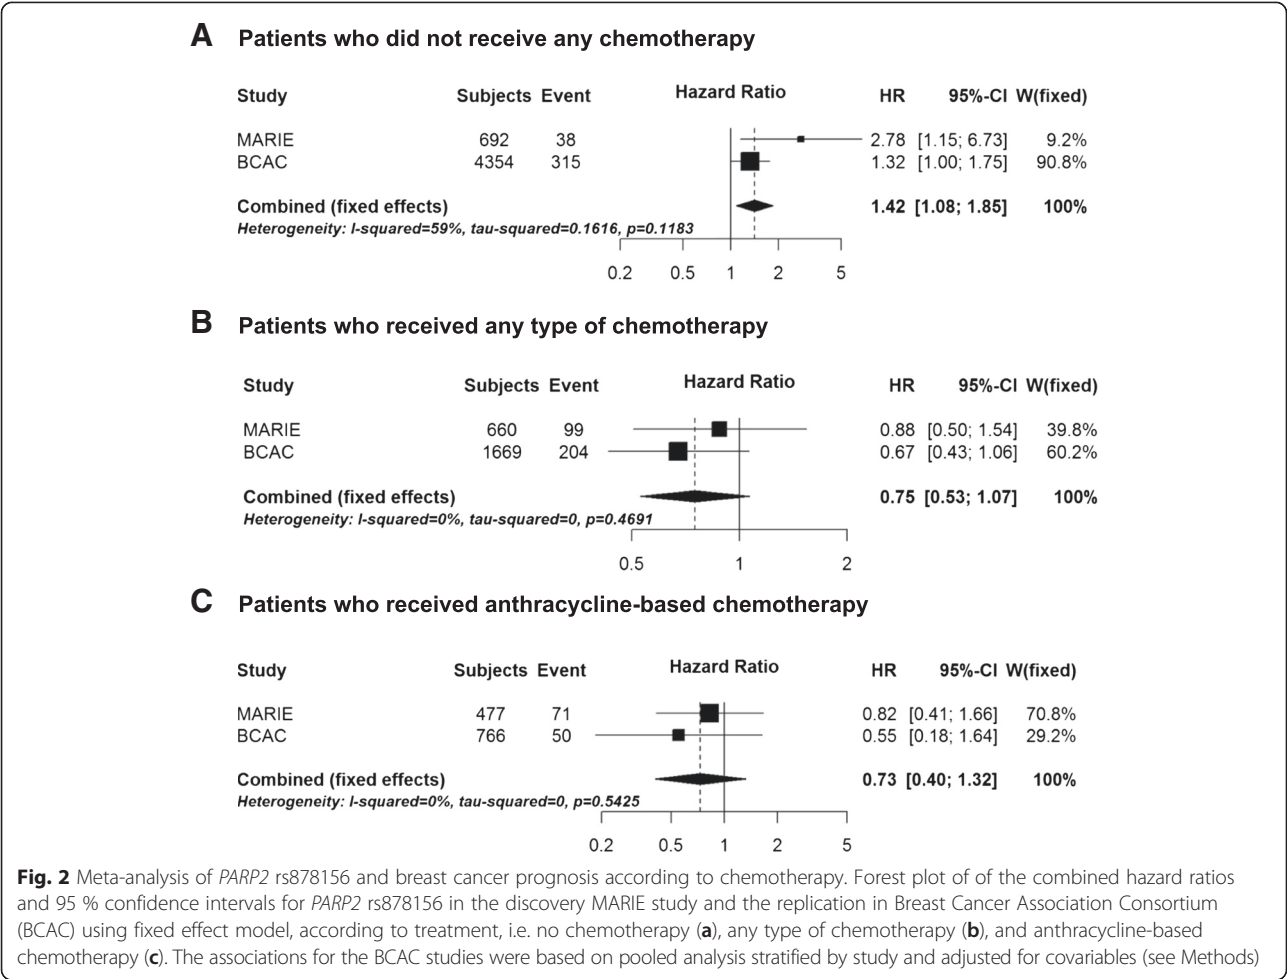 A Patients who did not receive any chemotherapy
Study Subjects Event Hazard Ratio HR 95%-CI W(fixed)
MARIE 692 38 2.78 [1.15; 6.73] 9.2%
BCAC 4354 315 1.32 [1.00; 1.75] 90.8%
Combined (fixed effects) 1.42 [1.08; 1.85] 100%
Heterogeneity: I-squared=59%, tau-squared=0.1616, p=0.1183
0.2 0.5 1 2 5
B Patients who received any type of chemotherapy
Study Subjects Event Hazard Ratio HR 95%-CI W(fixed)
MARIE 660 99 0.88 [0.50; 1.54] 39.8%
BCAC 1669 204 0.67 [0.43; 1.06] 60.2%
Combined (fixed effects) 0.75 [0.53; 1.07] 100%
Heterogeneity: I-squared=0%, tau-squared=0, p=0.4691
0.5 1 2
C Patients who received anthracycline-based chemotherapy
Study Subjects Event Hazard Ratio HR 95%-CI W(fixed)
MARIE 477 71 0.82 [0.41; 1.66] 70.8%
BCAC 766 50 0.55 [0.18; 1.64] 29.2%
Combined (fixed effects) 0.73 [0.40; 1.32] 100%
Heterogeneity: I-squared=0%, tau-squared=0, p=0.5425
0.2 0.5 1 2 5
Fig. 2 Meta-analysis of PARP2 rs878156 and breast cancer prognosis according to chemotherapy. Forest plot of of the combined hazard ratios
and 95 % confidence intervals for PARP2 rs878156 in the discovery MARIE study and the replication in Breast Cancer Association Consortium
(BCAC) using fixed effect model, according to treatment, i.e. no chemotherapy (a), any type of chemotherapy (b), and anthracycline-based
chemotherapy (c). The associations for the BCAC studies were based on pooled analysis stratified by study and adjusted for covariables (see Methods)